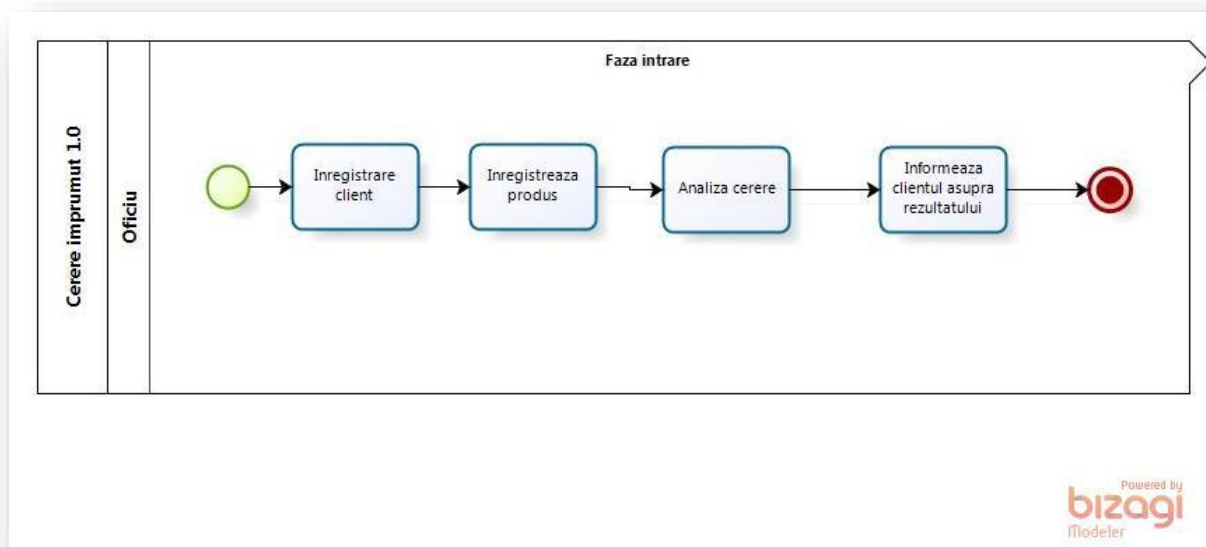 Faza intrare
Cerere imprumut 1.0
Oficiu
Inregistrare
client
Inregistreaza
produs
Analiza cerere
Informeaza
clientul asupra
rezultatului
Powered by
bizagi
Modeler